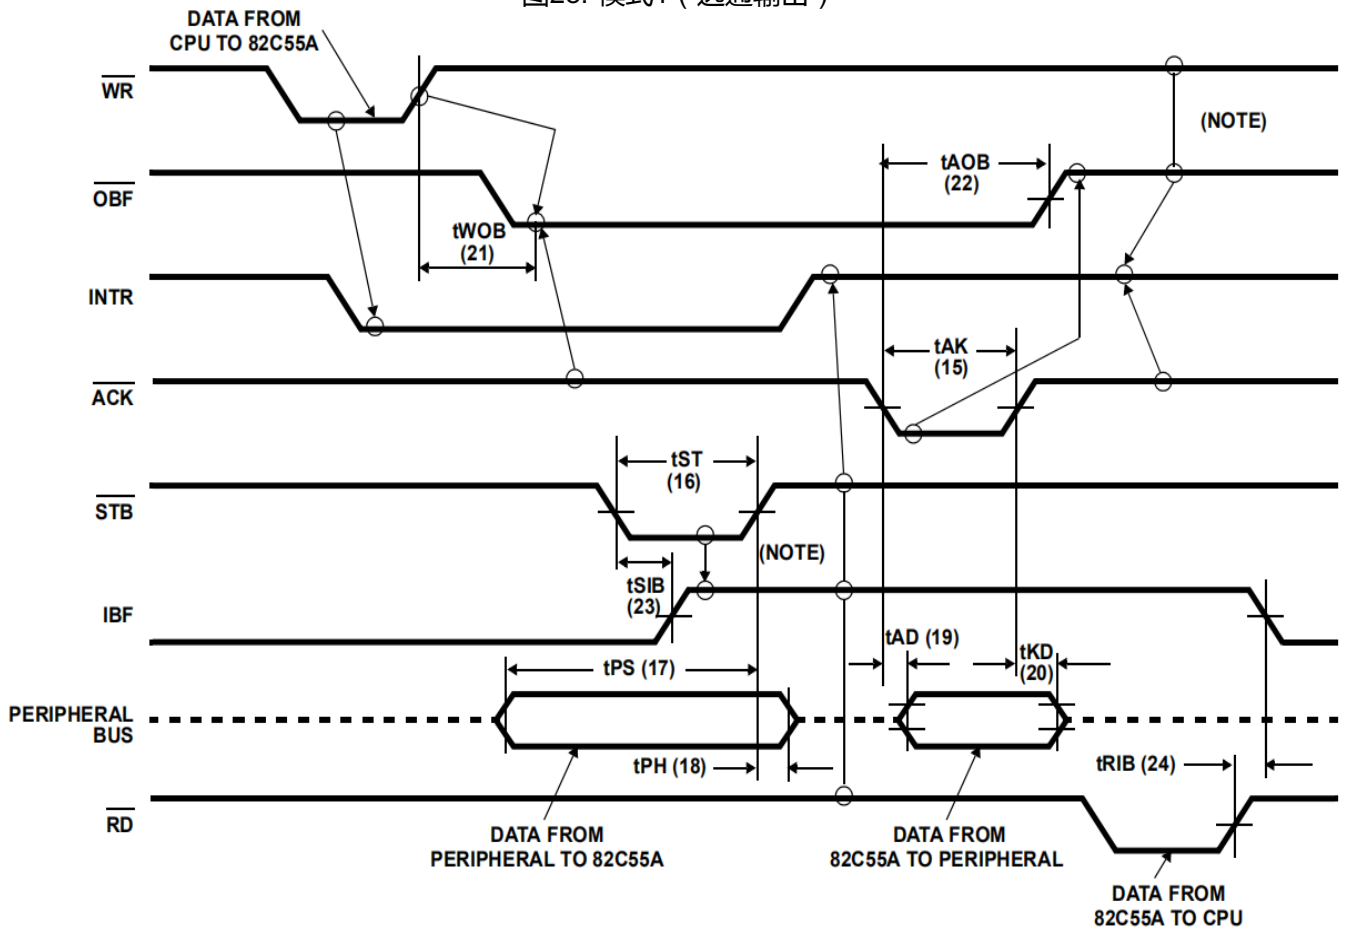 DATA FROM
CPU TO 82C55A
WR
(NOTE)
OBF
tAOB
(22)
tWOB
(21)
INTR
tAK
(15)
ACK
tST
(16)
STB
(NOTE)
tSIB
(23)
IBF
tAD (19)
tKD
(20)
tPS (17)
PERIPHERAL
BUS
tPH (18)
tRIB (24)
RD
DATA FROM
PERIPHERAL TO 82C55A
DATA FROM
82C55A TO PERIPHERAL
DATA FROM
82C55A TO CPU